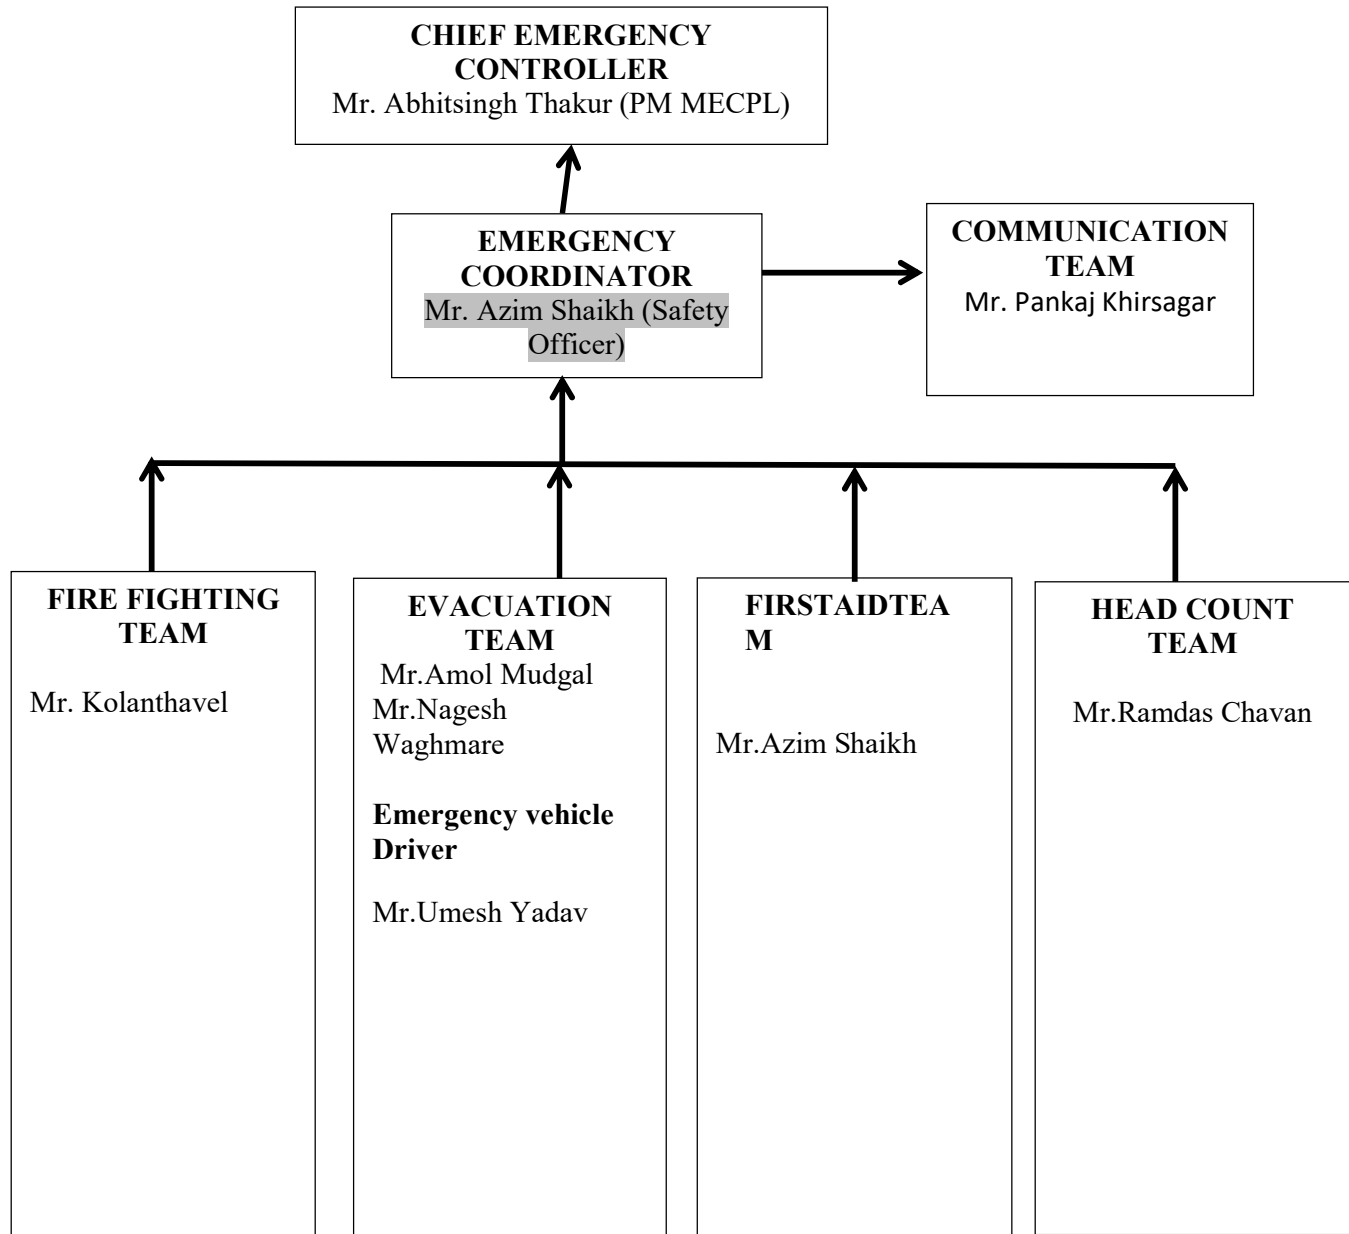 CHIEF EMERGENCY
CONTROLLER
Mr. Abhitsingh Thakur (PM MECPL)
EMERGENCY
COORDINATOR
Mr. Azim Shaikh (Safety
Officer)
COMMUNICATION
TEAM
Mr. Pankaj Khirsagar
FIRE FIGHTING
TEAM
Mr. Kolanthavel
EVACUATION
TEAM
Mr.Amol Mudgal
Mr.Nagesh
Waghmare
Emergency vehicle
Driver
Mr.Umesh Yadav
FIRSTAIDTEA
M
Mr.Azim Shaikh
HEAD COUNT
TEAM
Mr.Ramdas Chavan